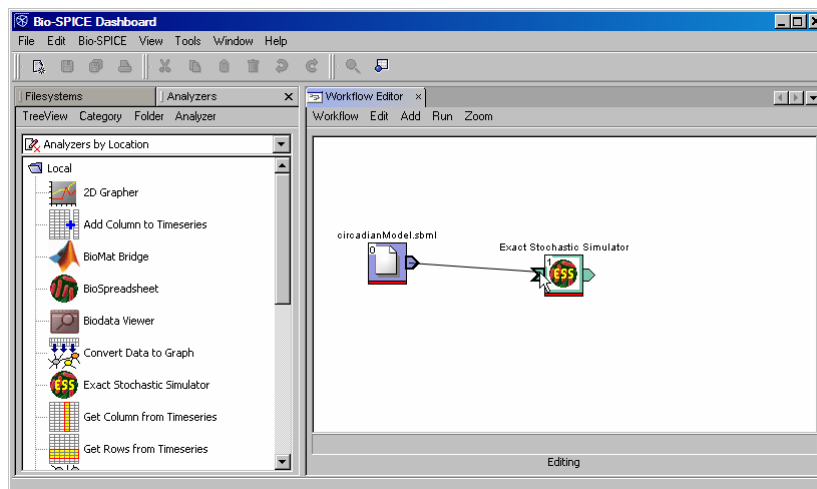 Bio-SPICE Dashboard
File Edit Bio-SPICE View Tools Window Help
Filesystems Analyzers Workflow Editor
TreeView Category Folder Analyzer Workflow Edit Add Run Zoom
Analyzers by Location
Local
2D Grapher
Add Column to Timeseries
BioMat Bridge
BioSpreadsheet
Biodata Viewer
Convert Data to Graph
ESS Exact Stochastic Simulator
Get Column from Timeseries
Get Rows from Timeseries
circadianModel.sbml
0
Exact Stochastic Simulator
1
ESS
Editing